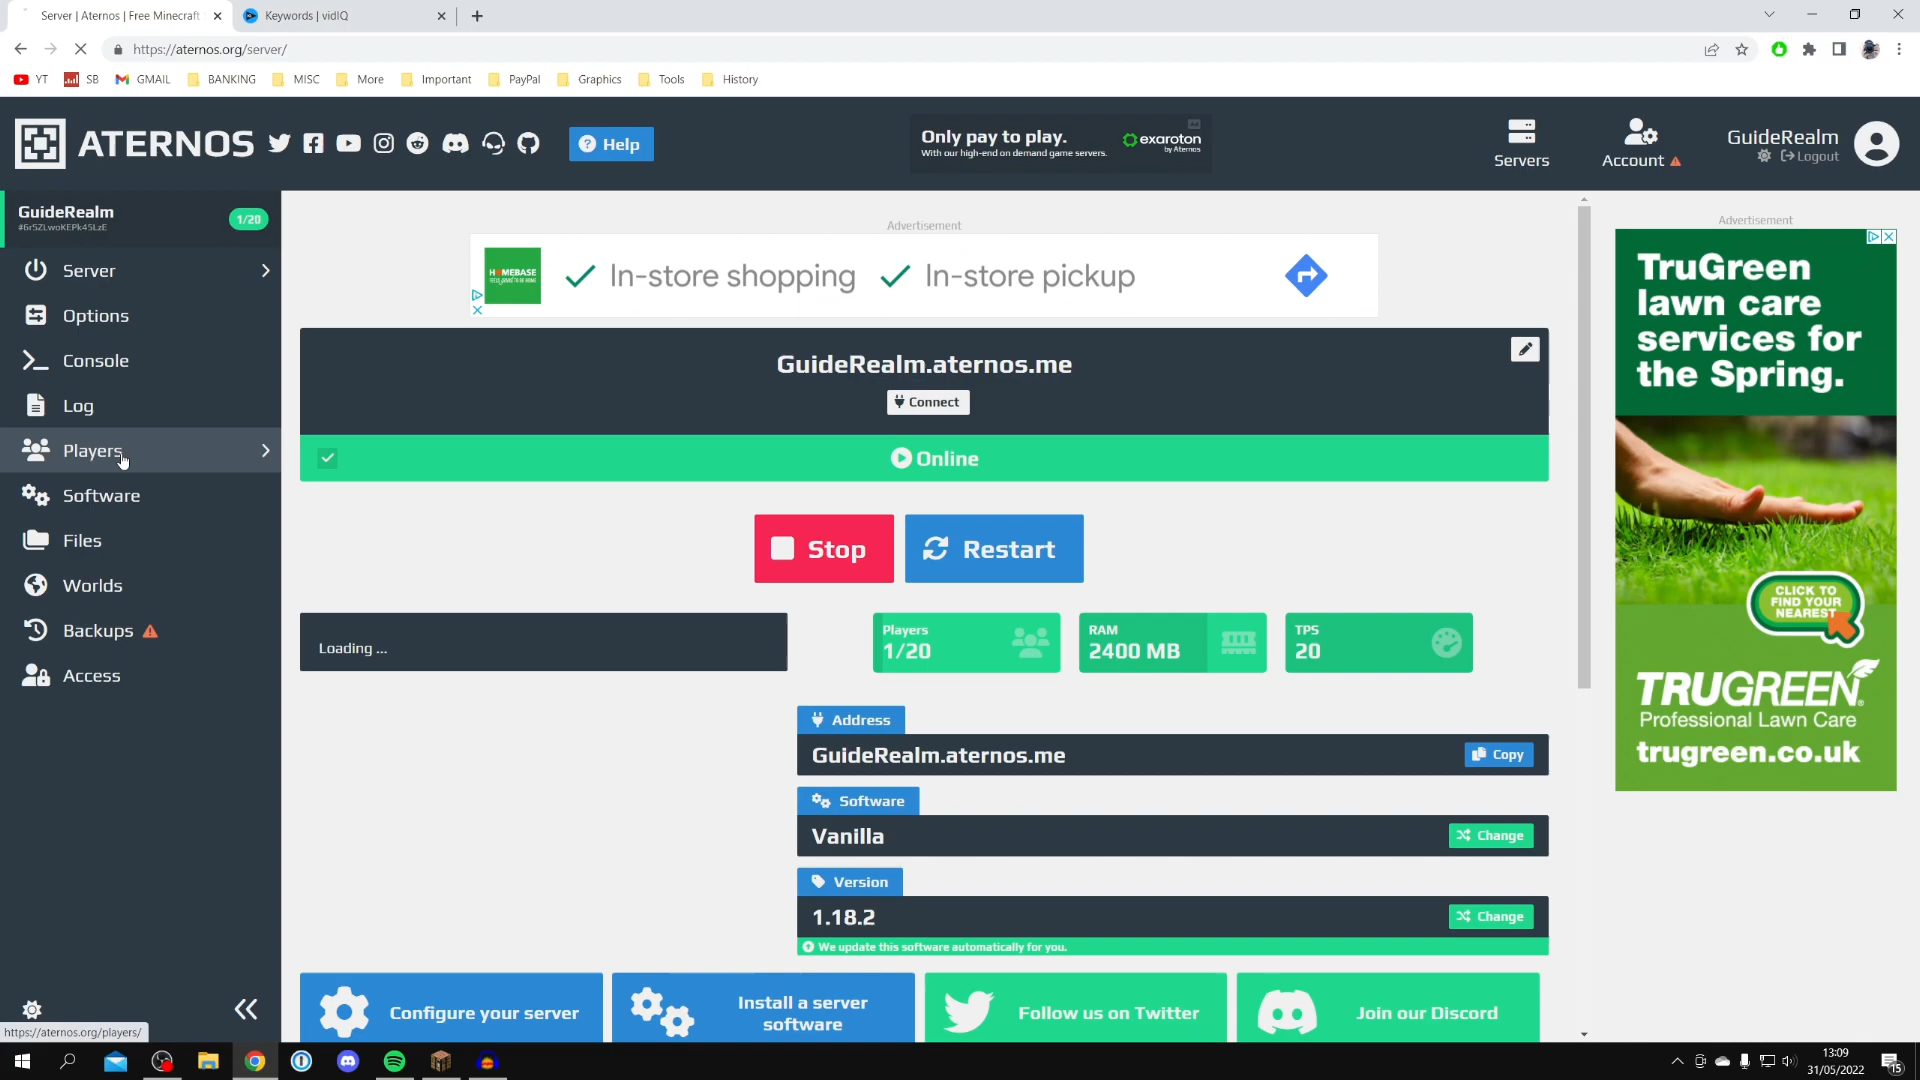 Server | Aternos | Free Minecraft
Keywords | vidIQ
https://aternos.org/server/
YT
SB
GMAIL
BANKING
MISC
More
Important
PayPal
Graphics
Tools
History
ATERNOS
Help
Only pay to play.
With our high-end on demand game servers.
exaroton
by Aternos
Ad
Servers
Account
GuideRealm
Logout
GuideRealm
1/20
#6r5ZLwoKEPk45LzE
Server
Options
Console
Log
Players
Software
Files
Worlds
Backups
Access
https://aternos.org/players/
Advertisement
HOMEBASE
In-store shopping
In-store pickup
GuideRealm.aternos.me
Connect
Online
Stop
Restart
Loading ...
Players
1/20
RAM
2400 MB
TPS
20
Address
GuideRealm.aternos.me
Copy
Software
Vanilla
Change
Version
1.18.2
Change
We update this software automatically for you.
Configure your server
Install a server
software
Follow us on Twitter
Join our Discord
Advertisement
TruGreen
lawn care
services for
the Spring.
CLICK TO
FIND YOUR
NEAREST
TRUGREEN
Professional Lawn Care
trugreen.co.uk
13:09
31/05/2022
15